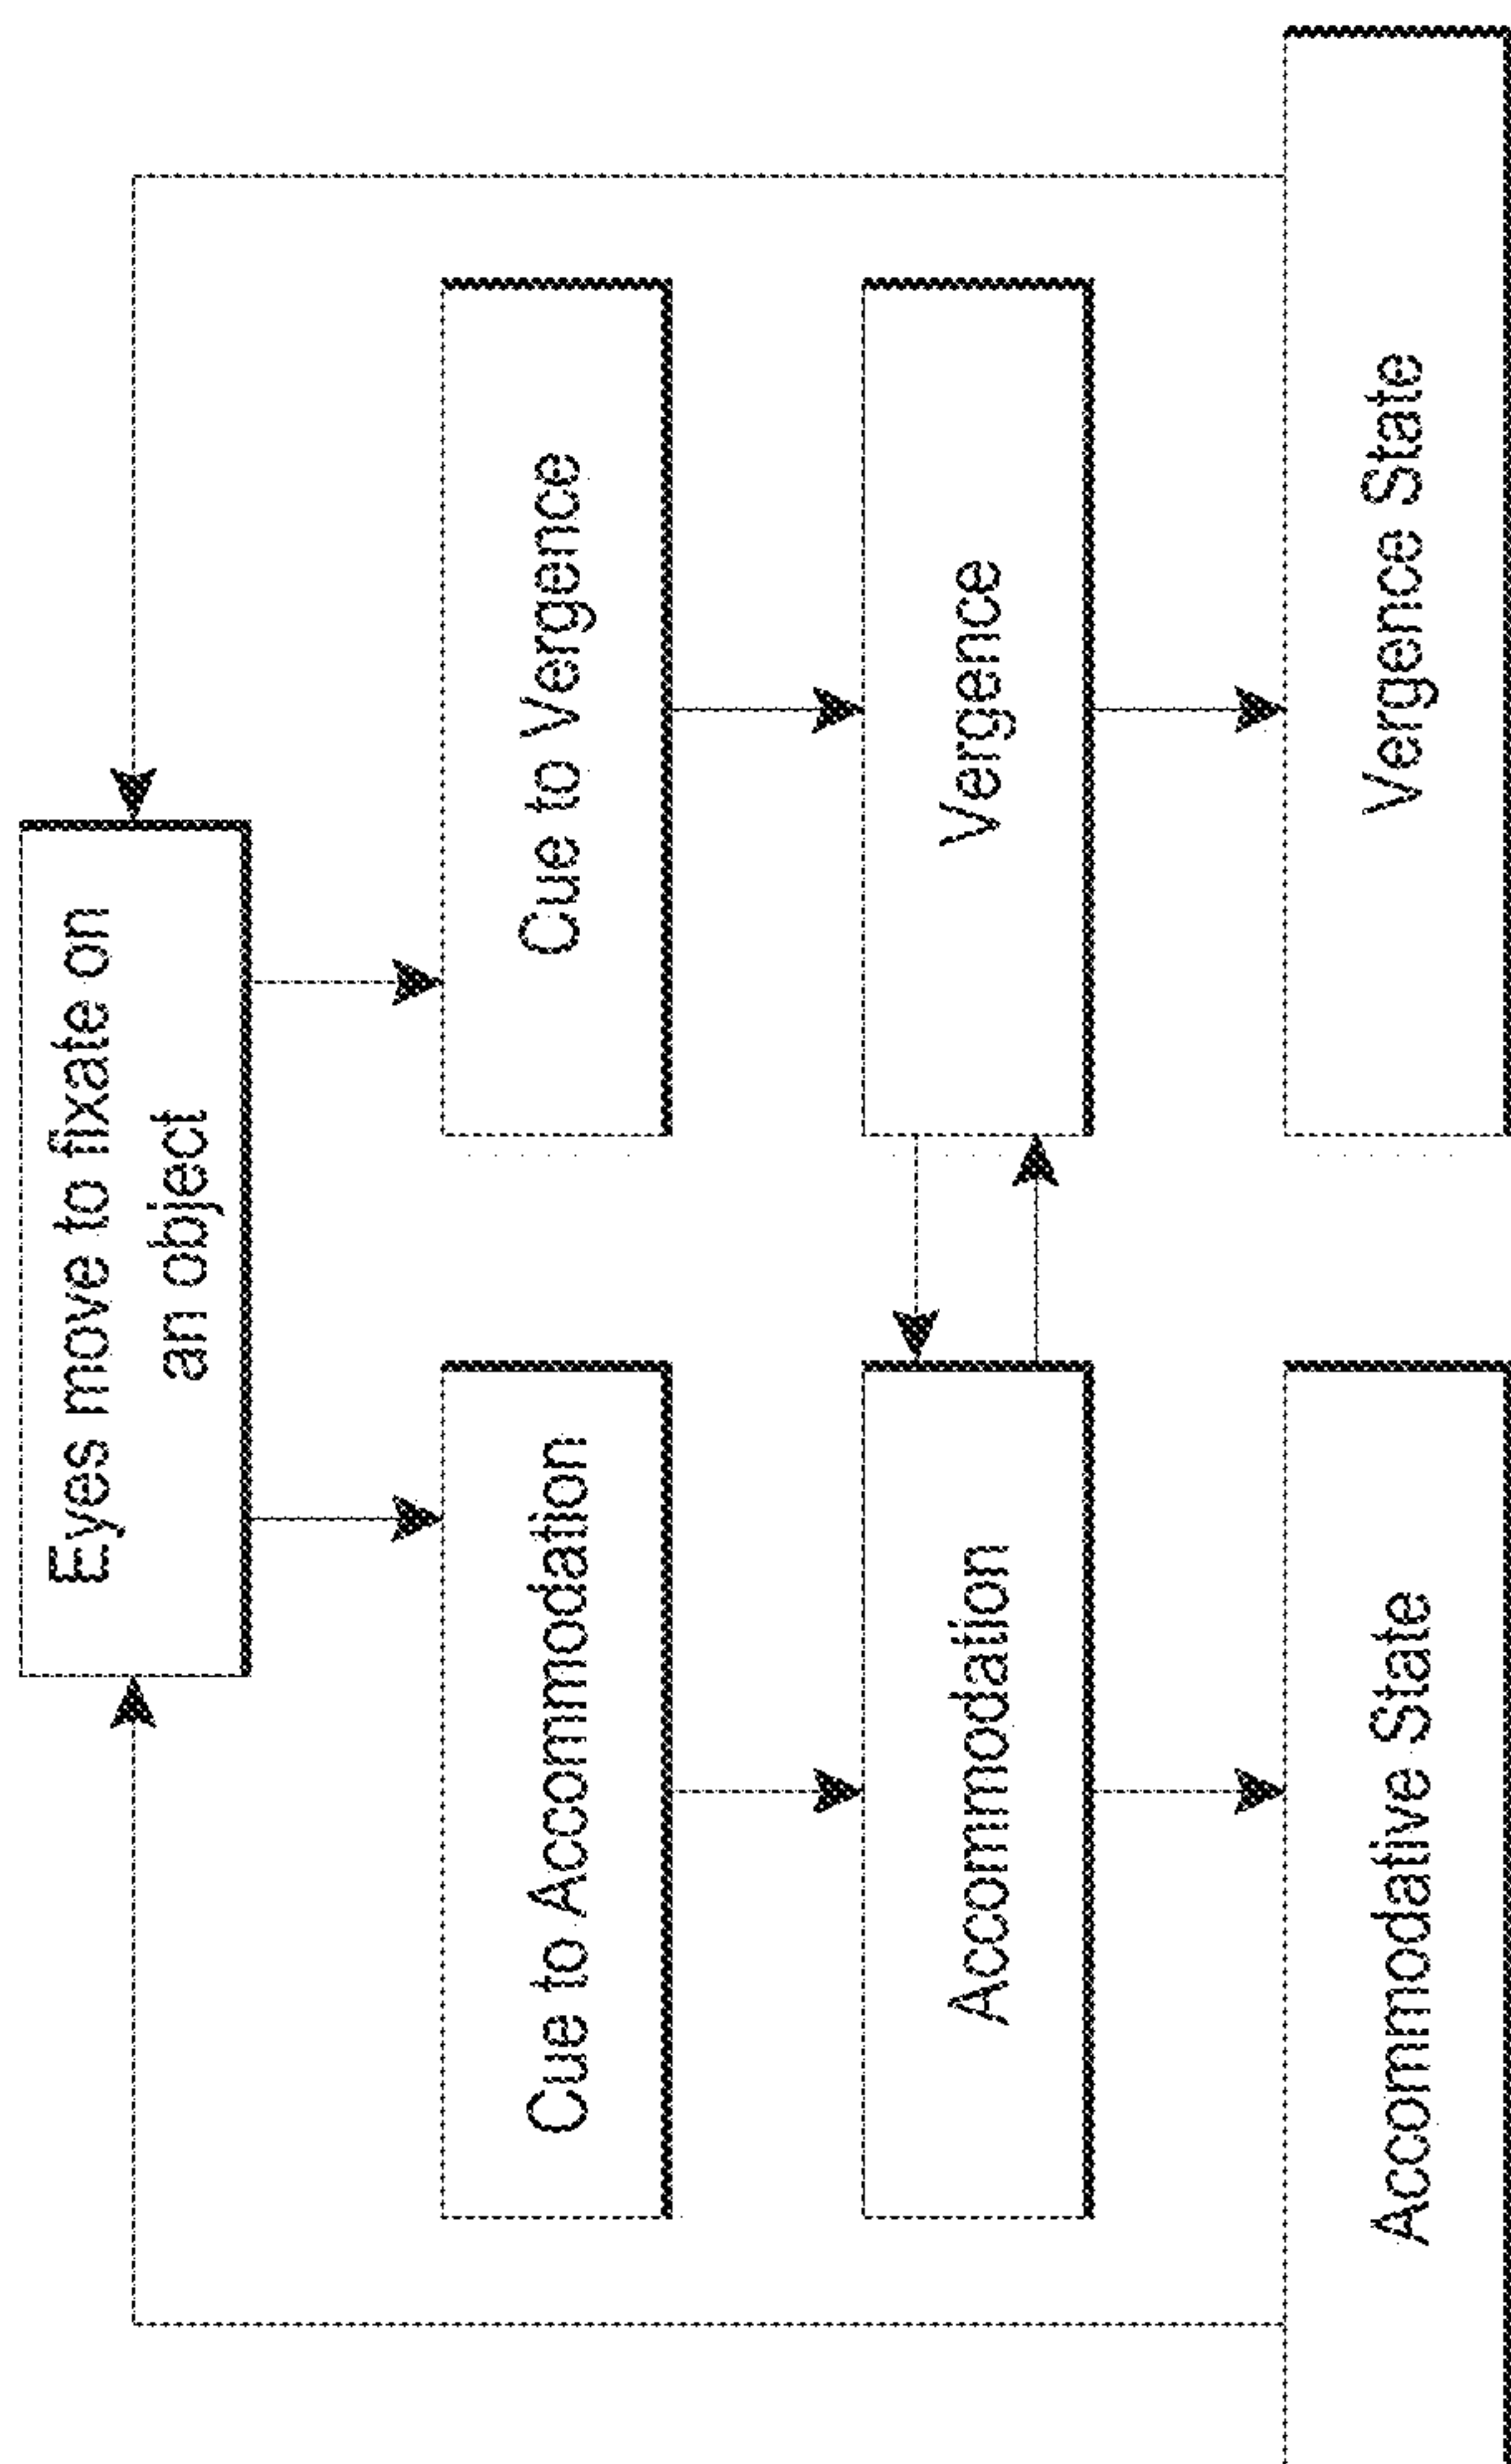 Eyes move to fixate on
an object
Cue to Accommodation
Cue to Vergence
Accommodation
Vergence
Accommodative State
Vergence State